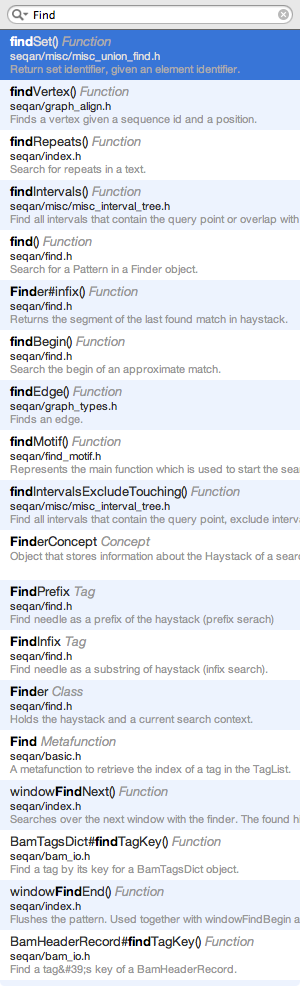 Find
findSet() Function
seqan/misc/misc_union_find.h
Return set identifier, given an element identifier.
findVertex() Function
seqan/graph_align.h
Finds a vertex given a sequence id and a position.
findRepeats() Function
seqan/index.h
Search for repeats in a text.
findIntervals() Function
seqan/misc/misc_interval_tree.h
Find all intervals that contain the query point or overlap with
find() Function
seqan/find.h
Search for a Pattern in a Finder object.
Finder#infix() Function
seqan/find.h
Returns the segment of the last found match in haystack.
findBegin() Function
seqan/find.h
Search the begin of an approximate match.
findEdge() Function
seqan/graph_types.h
Finds an edge.
findMotif() Function
seqan/find_motif.h
Represents the main function which is used to start the sea
findIntervalsExcludeTouching() Function
seqan/misc/misc_interval_tree.h
Find all intervals that contain the query point, exclude interv
FinderConcept Concept
Object that stores information about the Haystack of a searc
FindPrefix Tag
seqan/find.h
Find needle as a prefix of the haystack (prefix serach)
FindInfix Tag
seqan/find.h
Find needle as a substring of haystack (infix search).
Finder Class
seqan/find.h
Holds the haystack and a current search context.
Find Metafunction
seqan/basic.h
A metafunction to retrieve the index of a tag in the TagList.
windowFindNext() Function
seqan/index.h
Searches over the next window with the finder. The found hi
BamTagsDict#findTagKey() Function
seqan/bam_io.h
Find a tag by its key for a BamTagsDict object.
windowFindEnd() Function
seqan/index.h
Flushes the pattern. Used together with windowFindBegin a
BamHeaderRecord#findTagKey() Function
seqan/bam_io.h
Find a tag&#39;s key of a BamHeaderRecord.